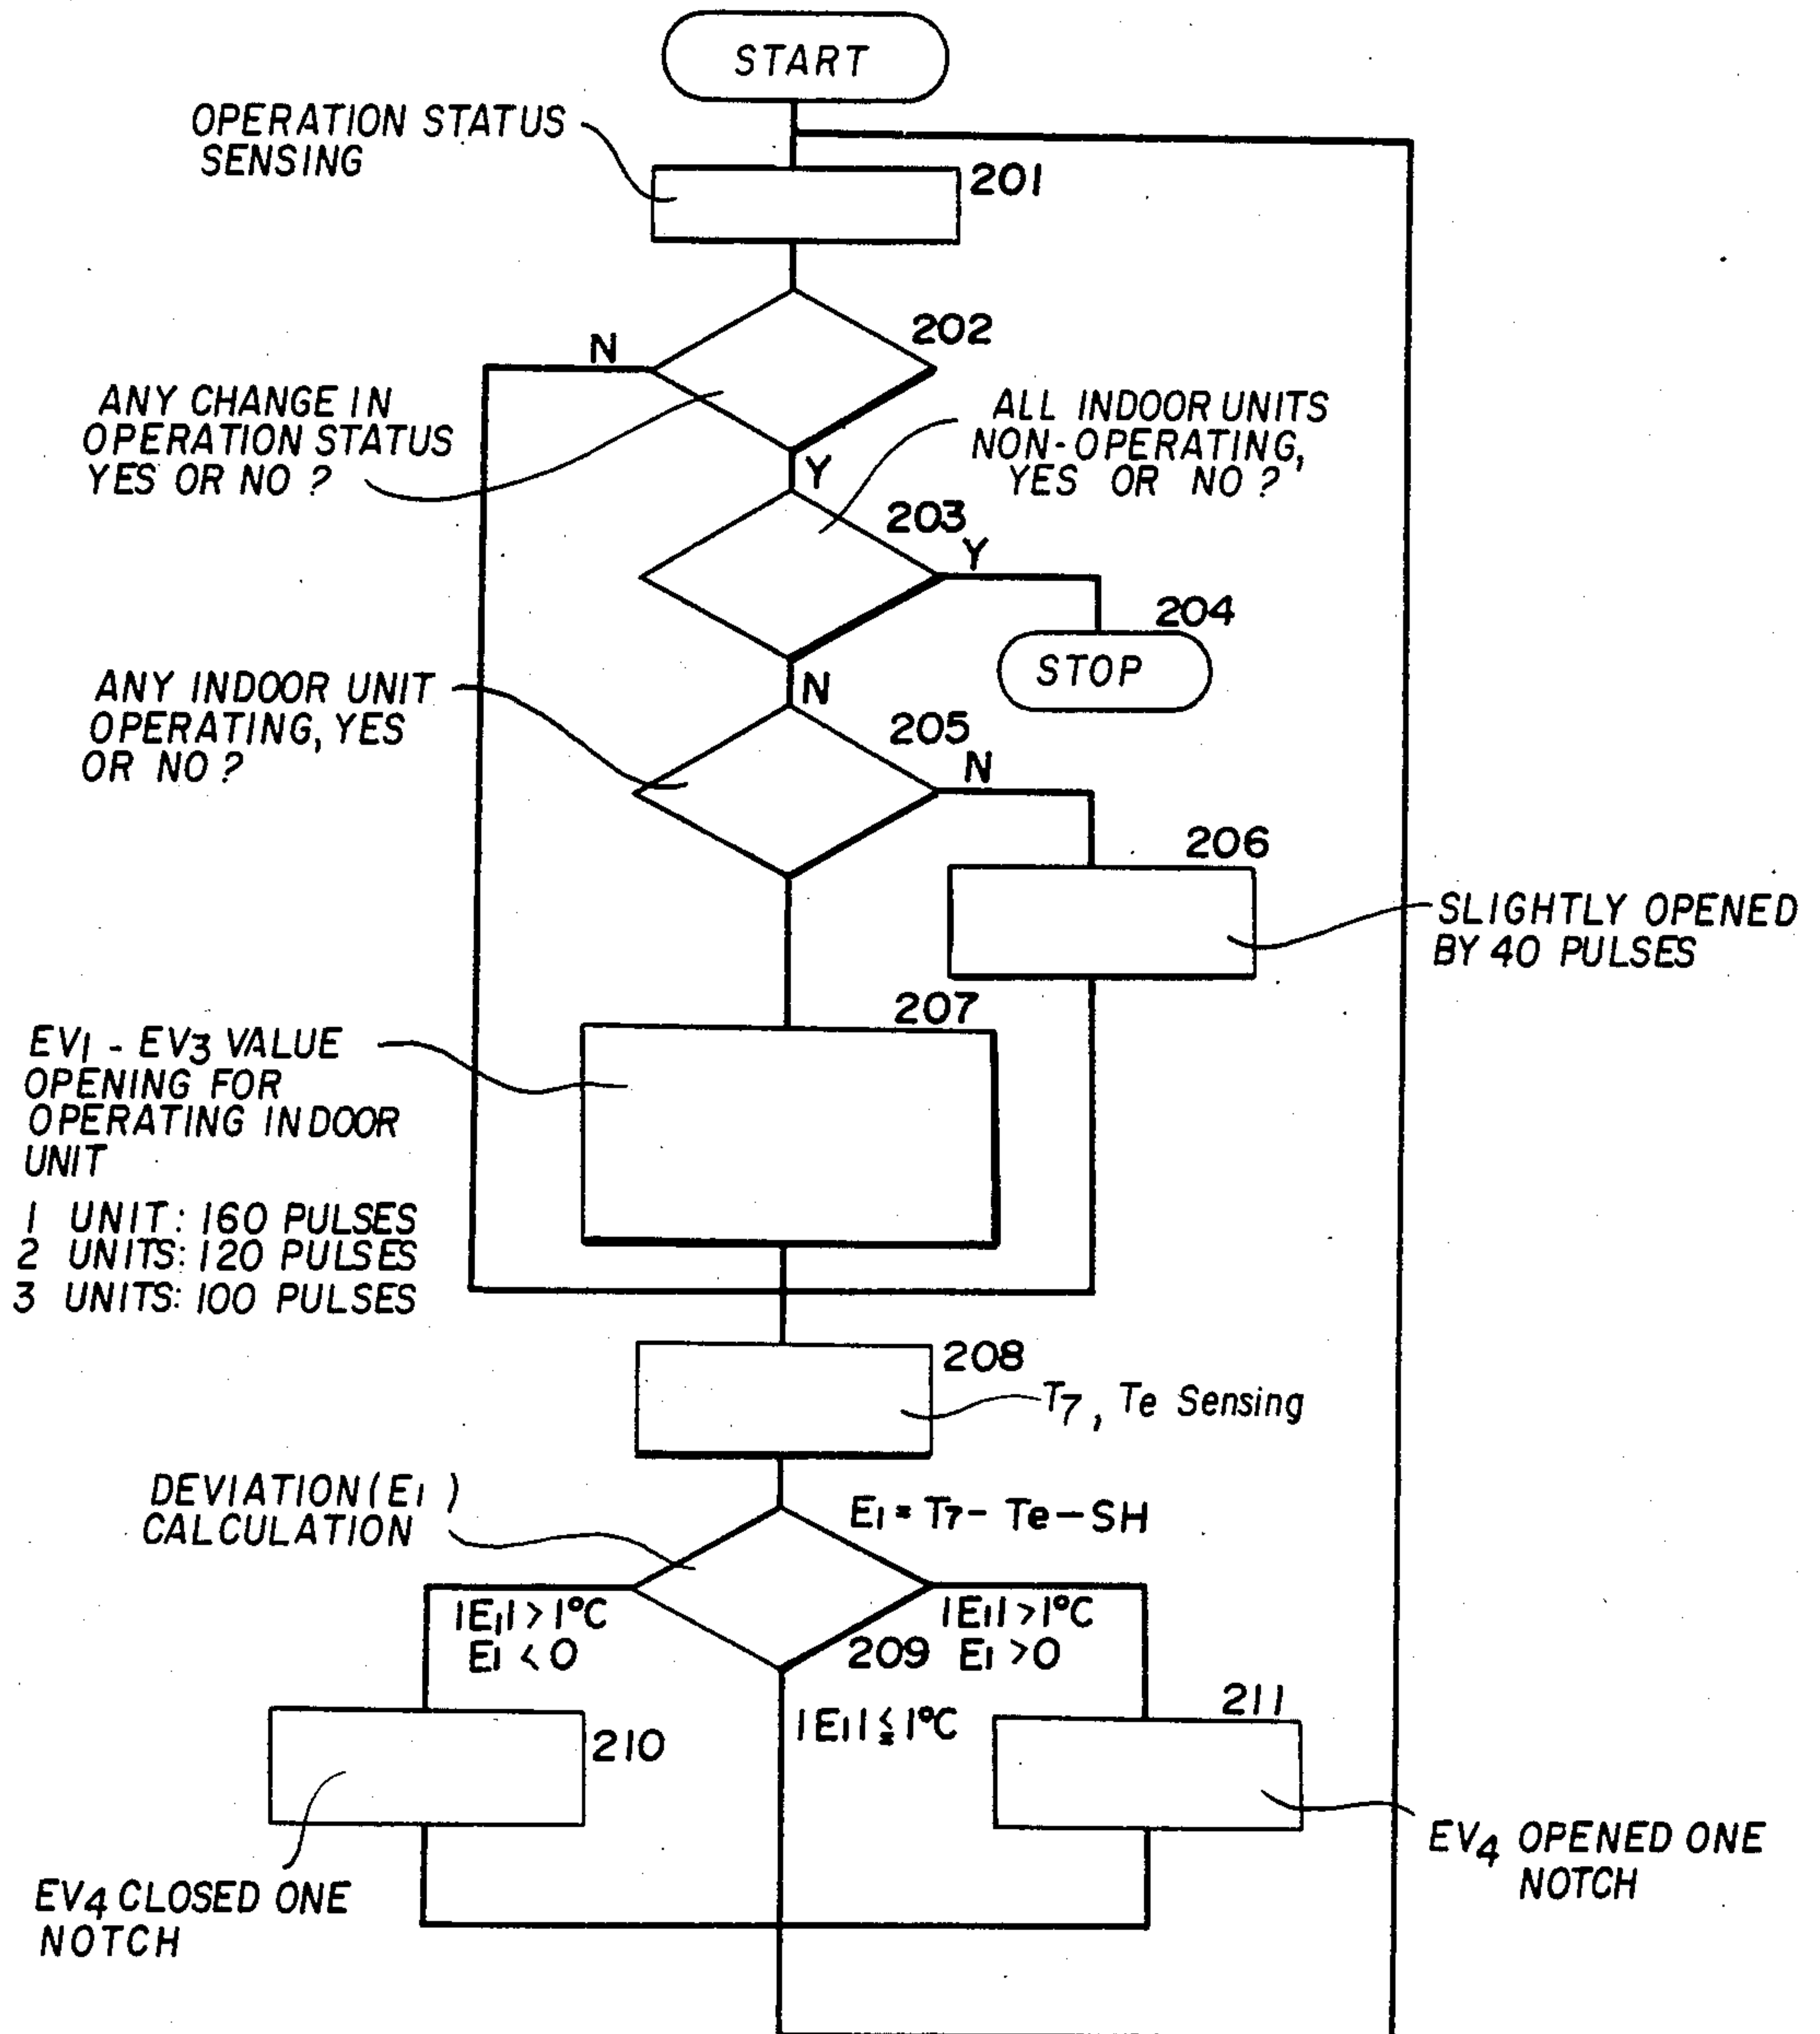 START
OPERATION STATUS
SENSING
201
202
N
ANY CHANGE IN
OPERATION STATUS
YES OR NO ?
Y
ALL INDOOR UNITS
NON-OPERATING,
YES OR NO ?
203
Y
204
STOP
N
ANY INDOOR UNIT
OPERATING, YES
OR NO ?
205
N
206
SLIGHTLY OPENED
BY 40 PULSES
207
EV1 - EV3 VALUE
OPENING FOR
OPERATING INDOOR
UNIT
1 UNIT: 160 PULSES
2 UNITS: 120 PULSES
3 UNITS: 100 PULSES
208
T7, Te Sensing
DEVIATION (E1)
CALCULATION
E1 = T7 - Te - SH
|E1| > 1°C
E1 < 0
209
|E1| > 1°C
E1 > 0
|E1| ≦ 1°C
210
211
EV4 CLOSED ONE
NOTCH
EV4 OPENED ONE
NOTCH